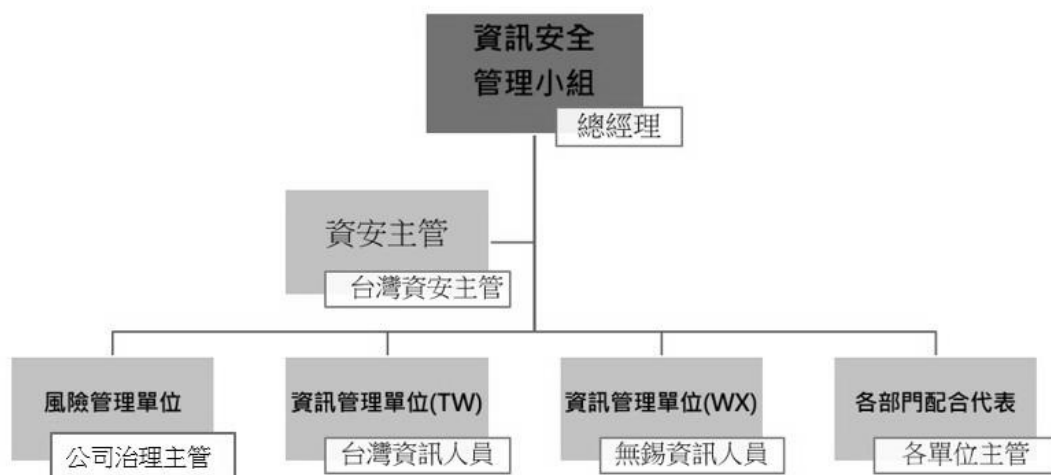 資訊安全
管理小組
總經理
資安主管
台灣資安主管
風險管理單位
公司治理主管
資訊管理單位(TW)
台灣資訊人員
資訊管理單位(WX)
無錫資訊人員
各部門配合代表
各單位主管